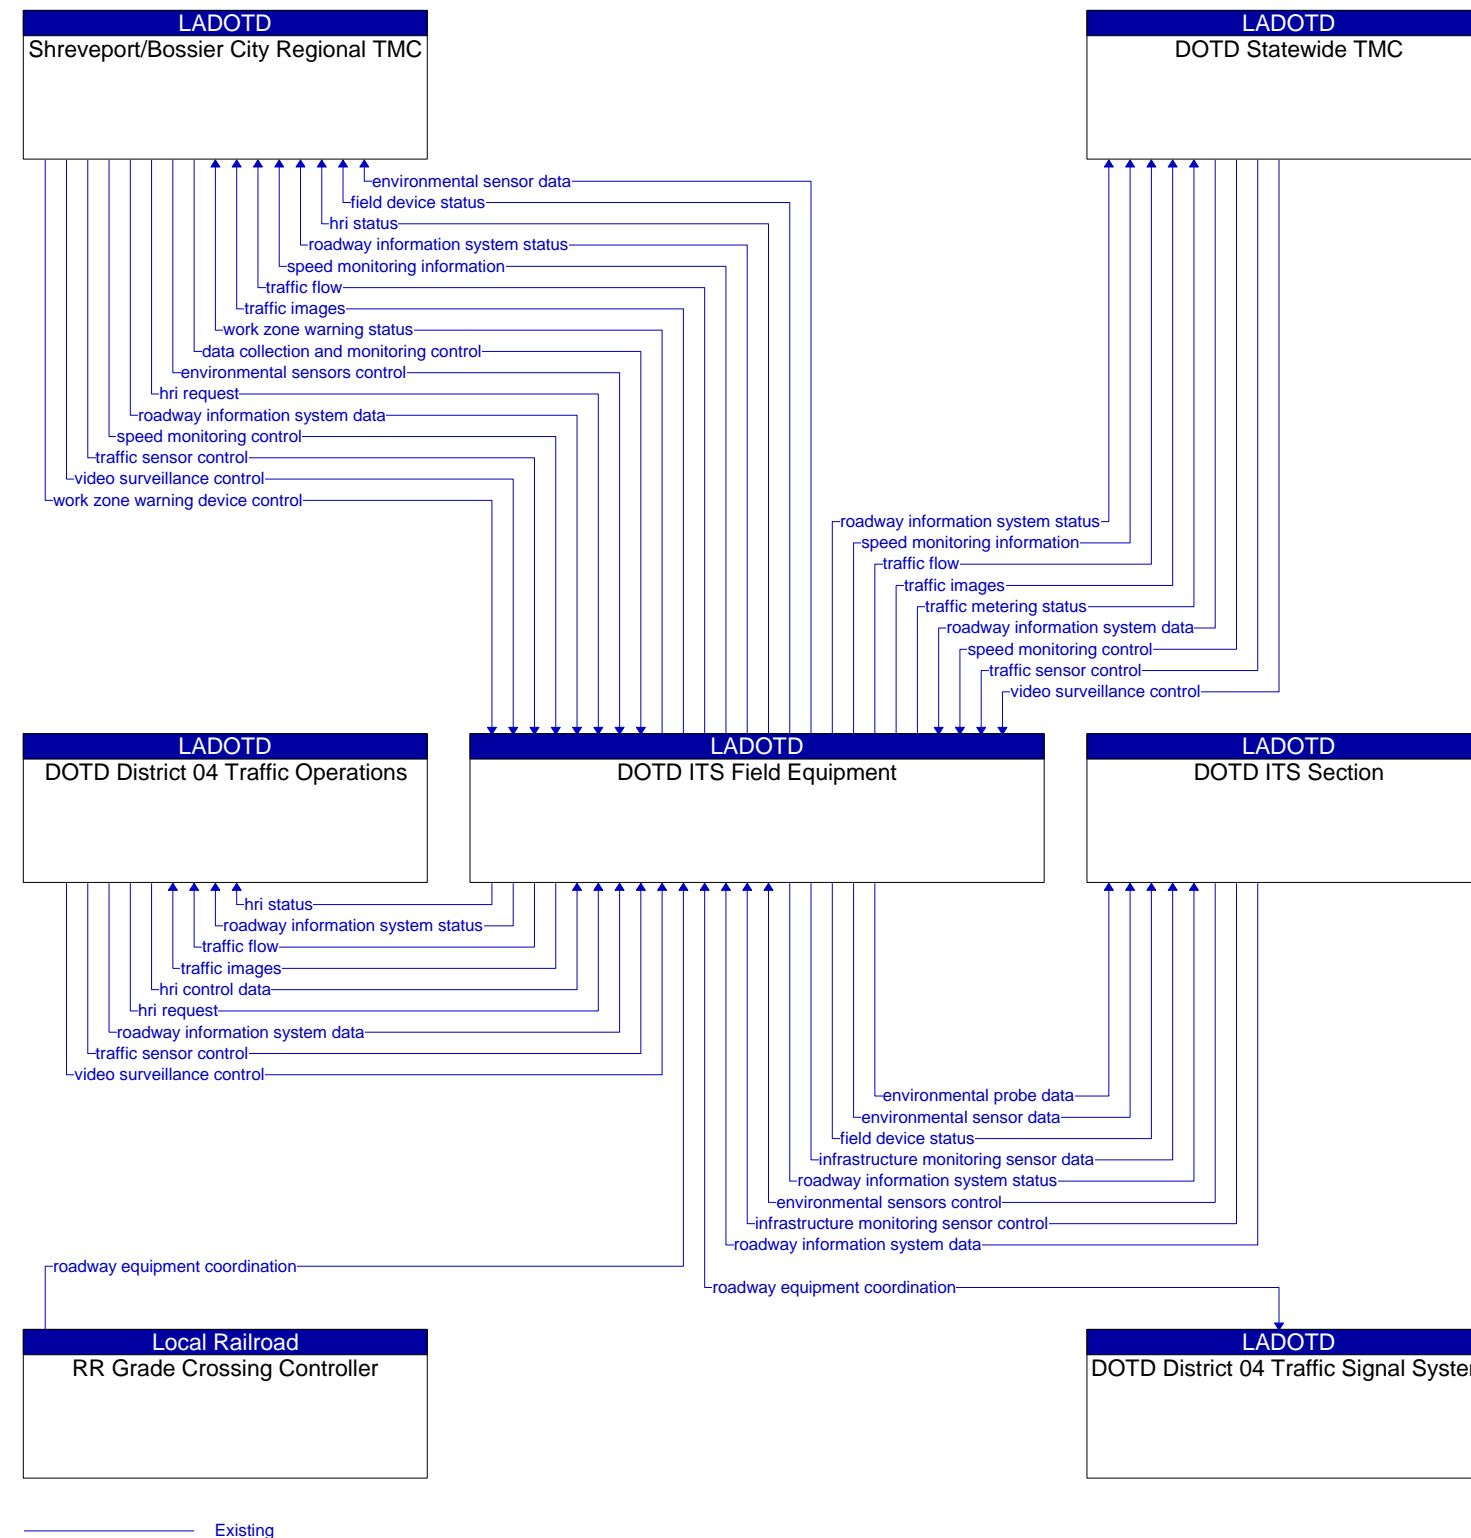 LADOTD
Shreveport/Bossier City Regional TMC
LADOTD
DOTD Statewide TMC
environmental sensor data
field device status
hri status
roadway information system status
speed monitoring information
traffic flow
traffic images
work zone warning status
data collection and monitoring control
environmental sensors control
hri request
roadway information system data
speed monitoring control
traffic sensor control
video surveillance control
work zone warning device control
roadway information system status
speed monitoring information
traffic flow
traffic images
traffic metering status
roadway information system data
speed monitoring control
traffic sensor control
video surveillance control
LADOTD
DOTD District 04 Traffic Operations
LADOTD
DOTD ITS Field Equipment
LADOTD
DOTD ITS Section
hri status
roadway information system status
traffic flow
traffic images
hri control data
hri request
roadway information system data
traffic sensor control
video surveillance control
environmental probe data
environmental sensor data
field device status
infrastructure monitoring sensor data
roadway information system status
environmental sensors control
infrastructure monitoring sensor control
roadway information system data
roadway equipment coordination
roadway equipment coordination
Local Railroad
RR Grade Crossing Controller
LADOTD
DOTD District 04 Traffic Signal System
Existing